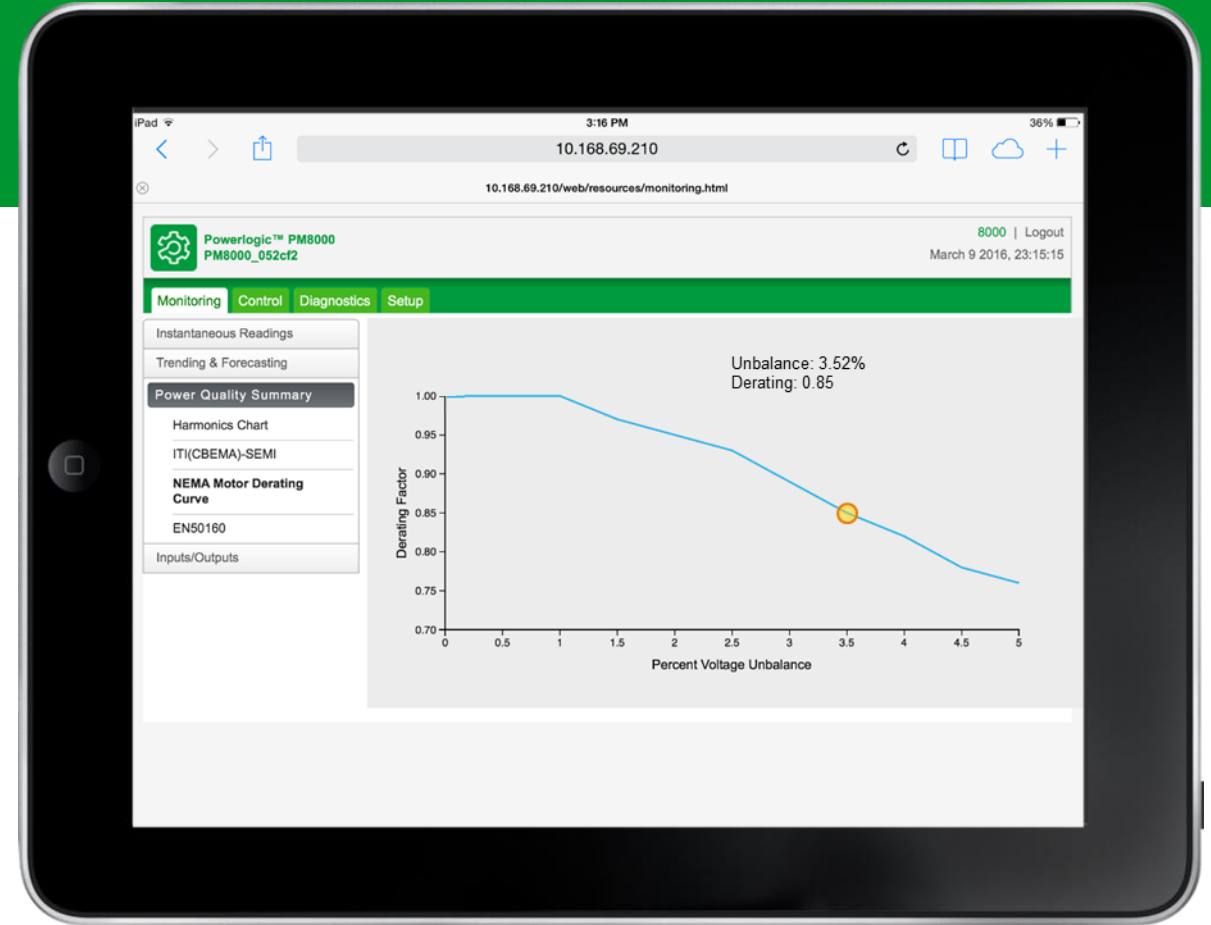 iPad 3:16 PM 36%
10.168.69.210
10.168.69.210/web/resources/monitoring.html
Powerlogic™ PM8000
PM8000_052cf2
8000 | Logout
March 9 2016, 23:15:15
Monitoring Control Diagnostics Setup
Instantaneous Readings
Trending & Forecasting
Power Quality Summary
Harmonics Chart
ITI(CBEMA)-SEMI
NEMA Motor Derating
Curve
EN50160
Inputs/Outputs
Unbalance: 3.52%
Derating: 0.85
1.00
0.95
0.90
0.85
0.80
0.75
0.70
Derating Factor
0 0.5 1 1.5 2 2.5 3 3.5 4 4.5 5
Percent Voltage Unbalance